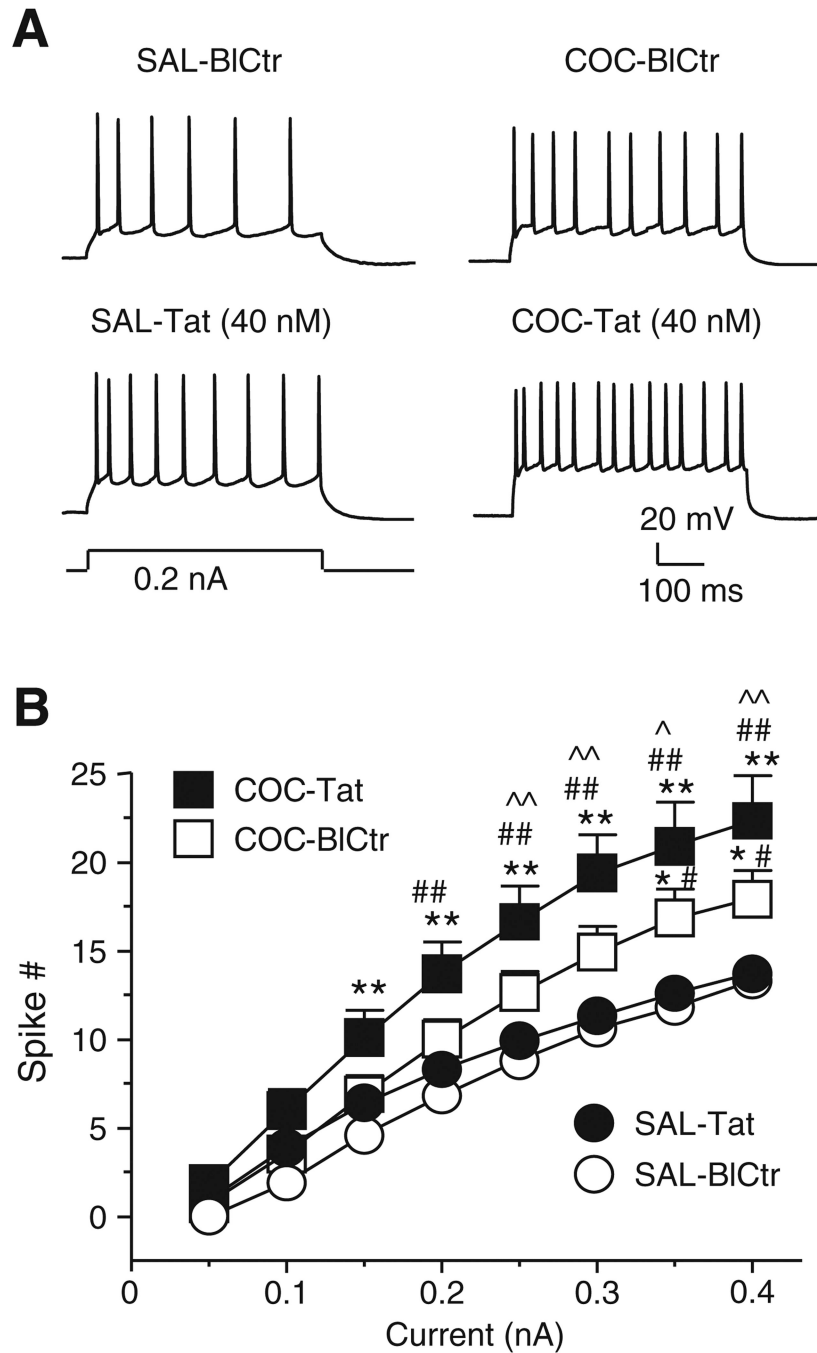 A
SAL-BlCtr COC-BlCtr
SAL-Tat (40 nM) COC-Tat (40 nM)
20 mV
0.2 nA
100 ms
B
^^
^ ##
^^ ## **
^^ ## **
## ** * #
## ** * #
**
**
25
20
15
10
5
0
Spike #
COC-Tat
COC-BlCtr
SAL-Tat
SAL-BlCtr
0 0.1 0.2 0.3 0.4
Current (nA)